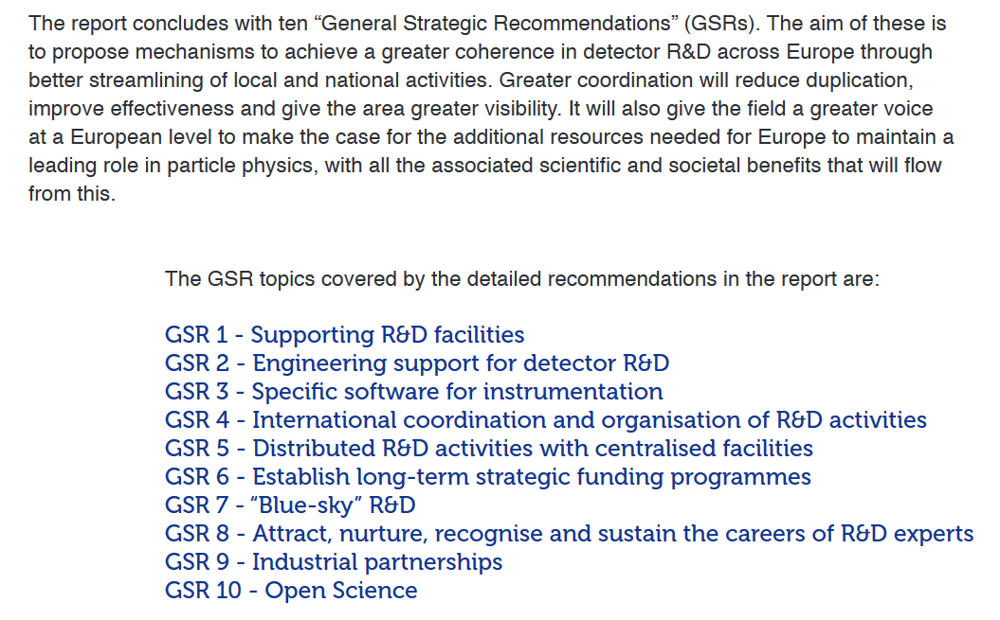 The report concludes with ten “General Strategic Recommendations” (GSRs). The aim of these is
to propose mechanisms to achieve a greater coherence in detector R&D across Europe through
better streamlining of local and national activities. Greater coordination will reduce duplication,
improve effectiveness and give the area greater visibility. It will also give the field a greater voice
at a European level to make the case for the additional resources needed for Europe to maintain a
leading role in particle physics, with all the associated scientific and societal benefits that will flow
from this.
The GSR topics covered by the detailed recommendations in the report are:
GSR 1 - Supporting R&D facilities
GSR 2 - Engineering support for detector R&D
GSR 3 - Specific software for instrumentation
GSR 4 - International coordination and organisation of R&D activities
GSR 5 - Distributed R&D activities with centralised facilities
GSR 6 - Establish long-term strategic funding programmes
GSR 7 - “Blue-sky” R&D
GSR 8 - Attract, nurture, recognise and sustain the careers of R&D experts
GSR 9 - Industrial partnerships
GSR 10 - Open Science